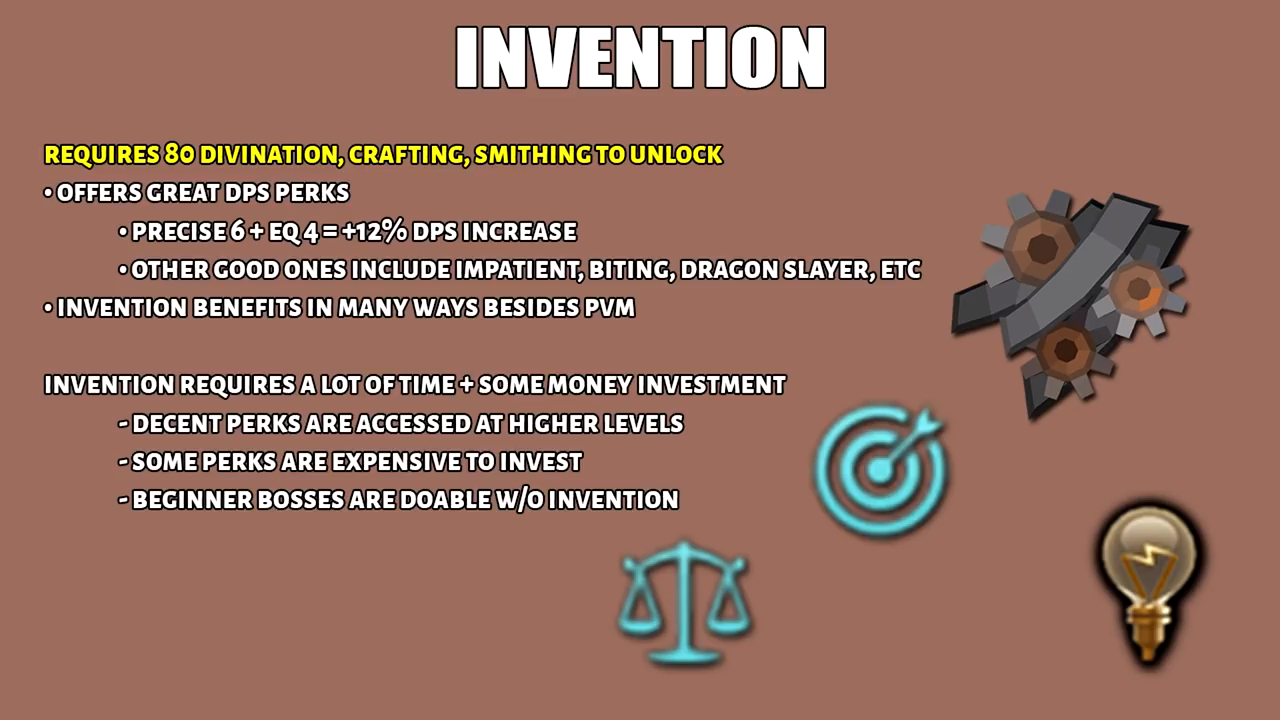 INVENTION
REQUIRES 80 DIVINATION, CRAFTING, SMITHING TO UNLOCK
• OFFERS GREAT DPS PERKS
• PRECISE 6 + EQ 4 = +12% DPS INCREASE
• OTHER GOOD ONES INCLUDE IMPATIENT, BITING, DRAGON SLAYER, ETC
• INVENTION BENEFITS IN MANY WAYS BESIDES PVM
INVENTION REQUIRES A LOT OF TIME + SOME MONEY INVESTMENT
- DECENT PERKS ARE ACCESSED AT HIGHER LEVELS
- SOME PERKS ARE EXPENSIVE TO INVEST
- BEGINNER BOSSES ARE DOABLE W/O INVENTION